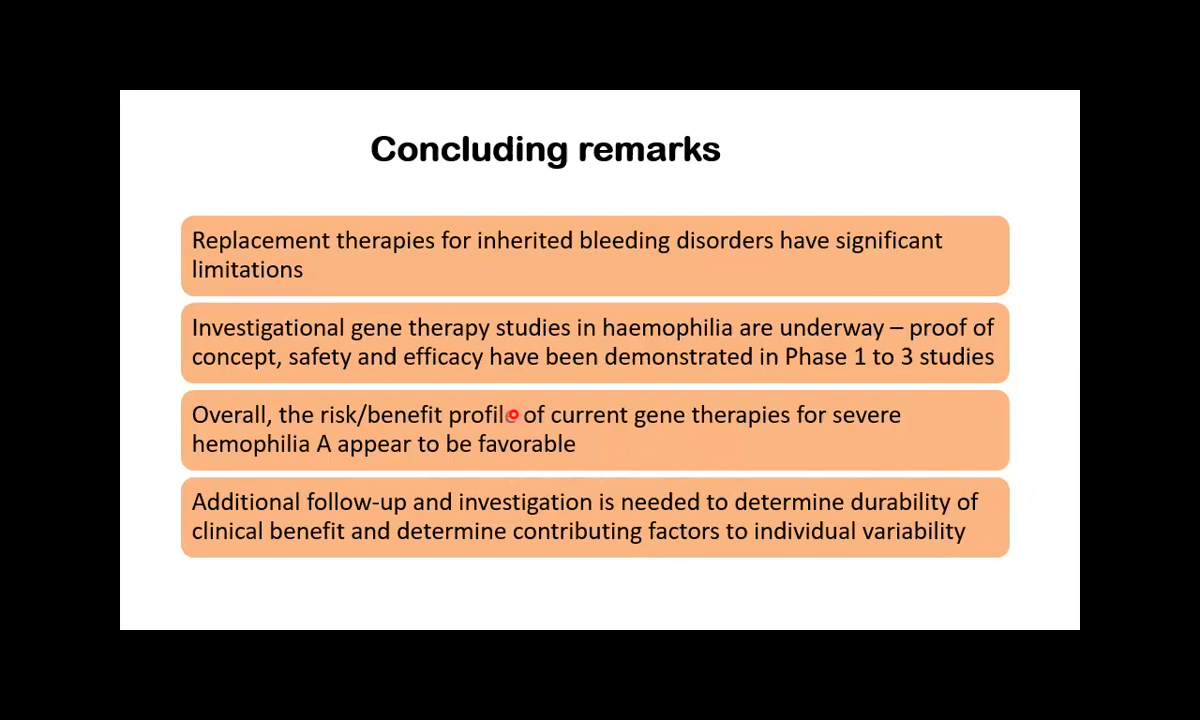 Concluding remarks
Replacement therapies for inherited bleeding disorders have significant
limitations
Investigational gene therapy studies in haemophilia are underway – proof of
concept, safety and efficacy have been demonstrated in Phase 1 to 3 studies
Overall, the risk/benefit profile of current gene therapies for severe
hemophilia A appear to be favorable
Additional follow-up and investigation is needed to determine durability of
clinical benefit and determine contributing factors to individual variability